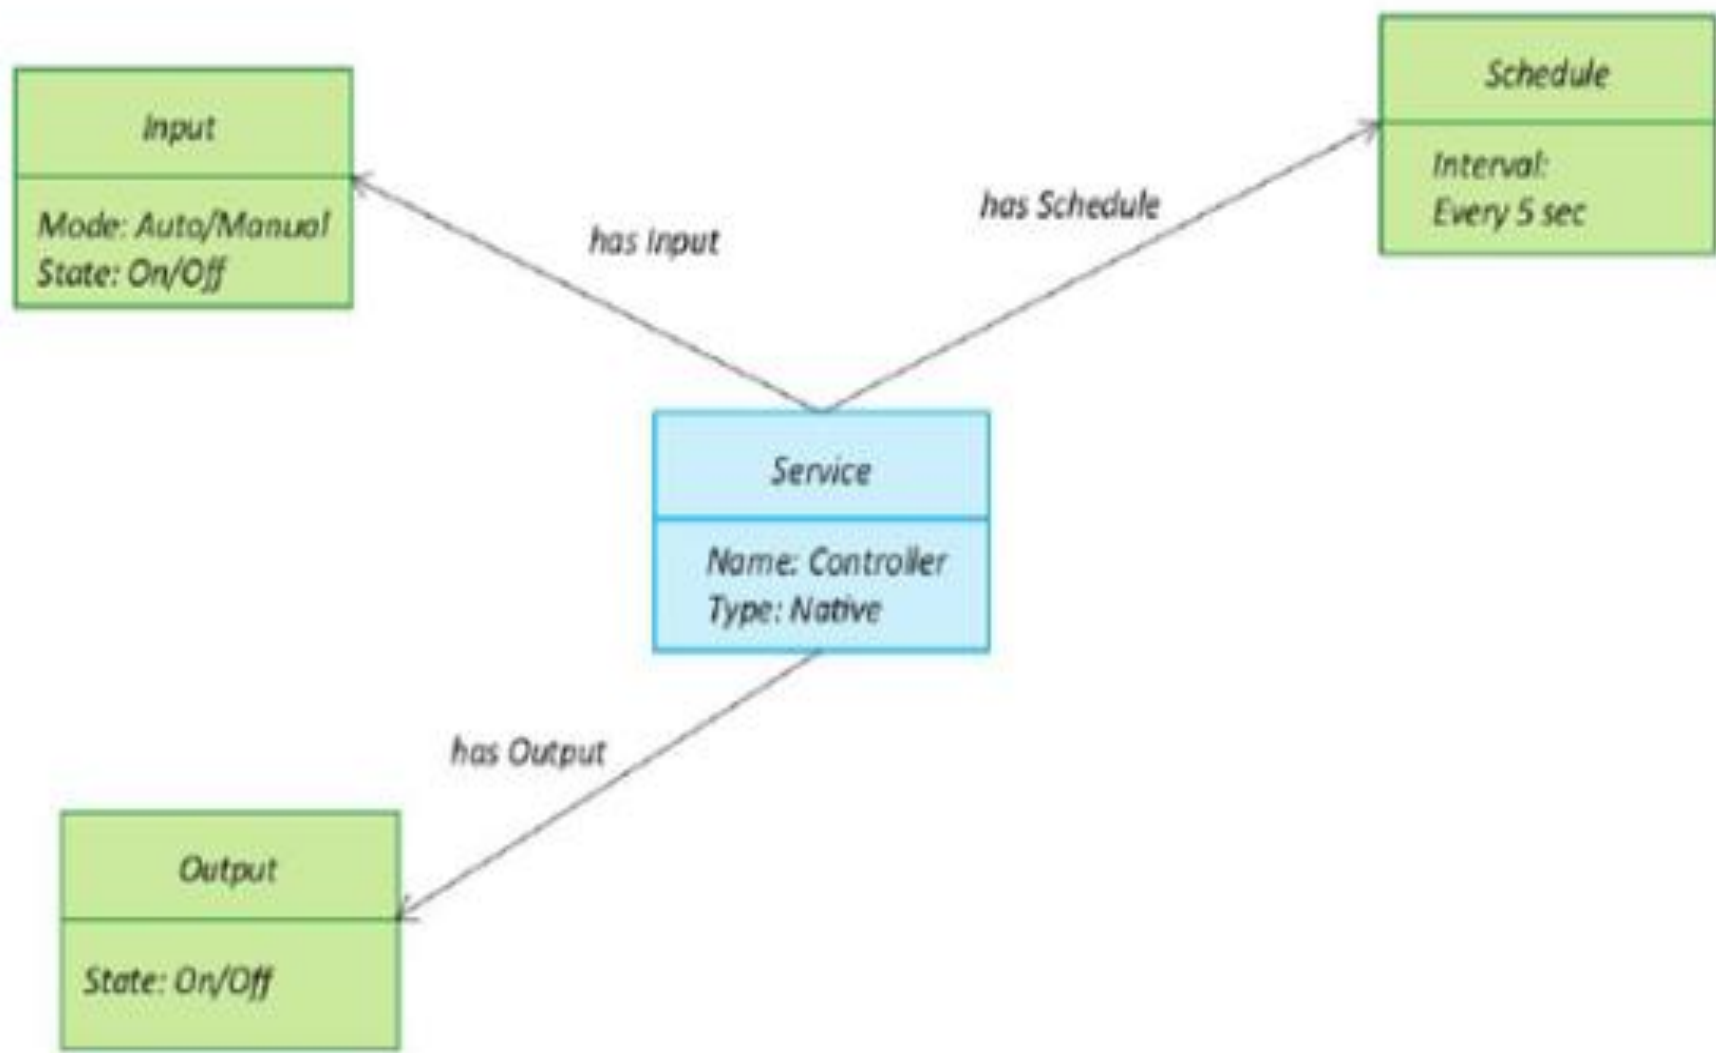 Schedule
Input
Interval:
Every 5 sec
Mode: Auto/Manual
State: On/Off
has Input
has Schedule
Service
Name: Controller
Type: Native
has Output
Output
State: On/Off